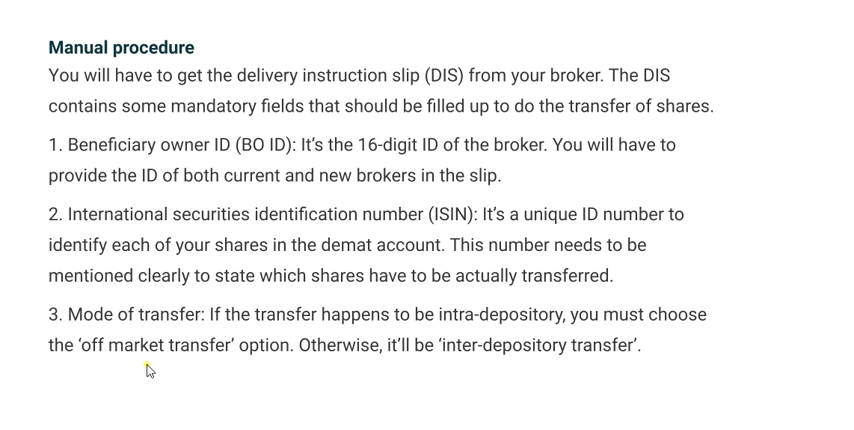 Manual procedure
You will have to get the delivery instruction slip (DIS) from your broker. The DIS
contains some mandatory fields that should be filled up to do the transfer of shares.
1. Beneficiary owner ID (BO ID): It’s the 16-digit ID of the broker. You will have to
provide the ID of both current and new brokers in the slip.
2. International securities identification number (ISIN): It’s a unique ID number to
identify each of your shares in the demat account. This number needs to be
mentioned clearly to state which shares have to be actually transferred.
3. Mode of transfer: If the transfer happens to be intra-depository, you must choose
the ‘off market transfer’ option. Otherwise, it’ll be ‘inter-depository transfer’.